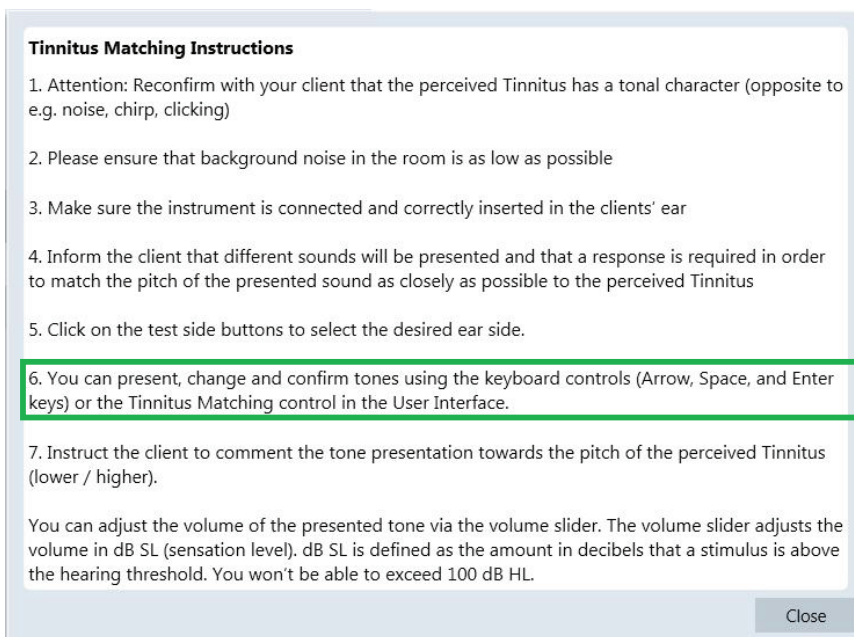 Tinnitus Matching Instructions
1. Attention: Reconfirm with your client that the perceived Tinnitus has a tonal character (opposite to
e.g. noise, chirp, clicking)
2. Please ensure that background noise in the room is as low as possible
3. Make sure the instrument is connected and correctly inserted in the clients' ear
4. Inform the client that different sounds will be presented and that a response is required in order
to match the pitch of the presented sound as closely as possible to the perceived Tinnitus
5. Click on the test side buttons to select the desired ear side.
6. You can present, change and confirm tones using the keyboard controls (Arrow, Space, and Enter
keys) or the Tinnitus Matching control in the User Interface.
7. Instruct the client to comment the tone presentation towards the pitch of the perceived Tinnitus
(lower / higher).
You can adjust the volume of the presented tone via the volume slider. The volume slider adjusts the
volume in dB SL (sensation level). dB SL is defined as the amount in decibels that a stimulus is above
the hearing threshold. You won't be able to exceed 100 dB HL.
Close